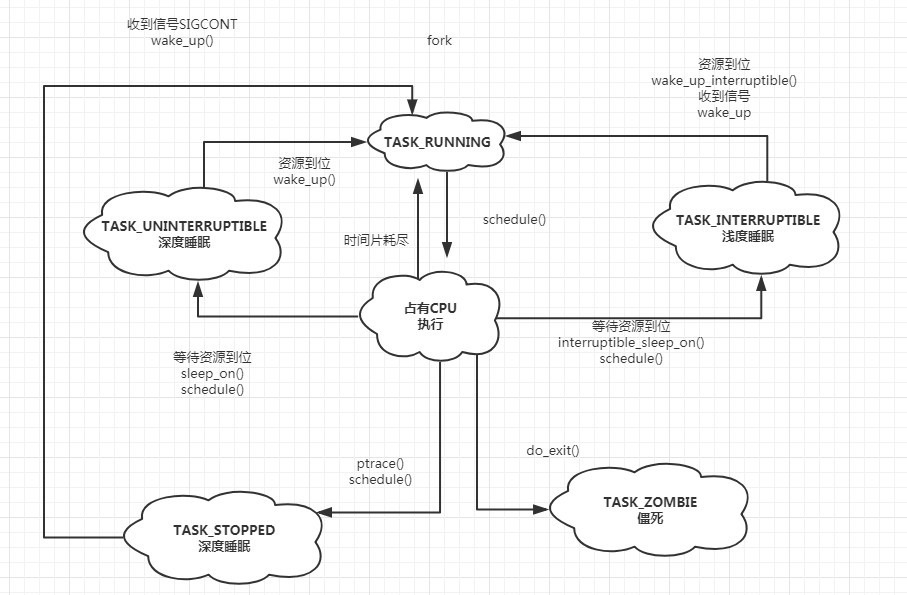 收到信号SIGCONT
wake_up()
fork
资源到位
wake_up_interruptible()
收到信号
wake_up
TASK_RUNNING
资源到位
wake_up()
TASK_UNINTERRUPTIBLE
深度睡眠
schedule()
TASK_INTERRUPTIBLE
浅度睡眠
时间片耗尽
占有CPU
执行
等待资源到位
interruptible_sleep_on()
schedule()
等待资源到位
sleep_on()
schedule()
ptrace()
schedule()
do_exit()
TASK_ZOMBIE
僵死
TASK_STOPPED
深度睡眠